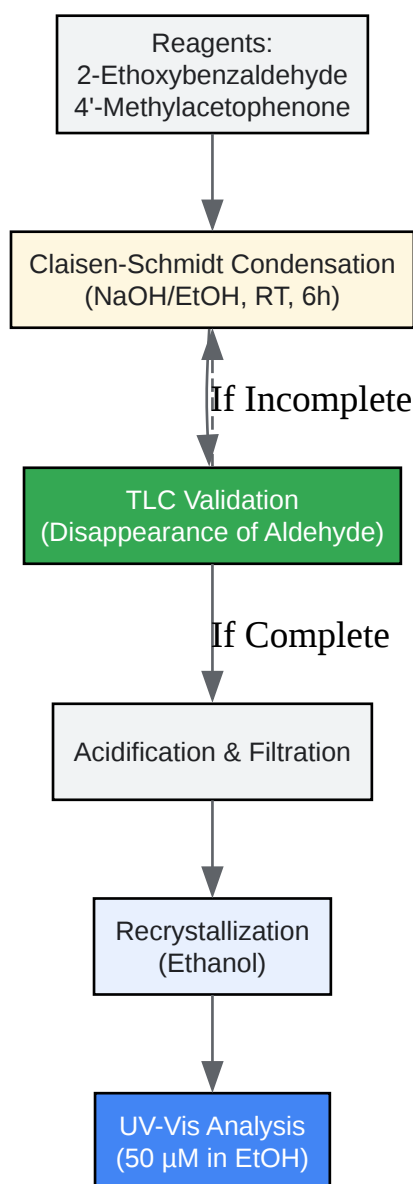 Reagents:
2-Ethoxybenzaldehyde
4'-Methylacetophenone
Claisen-Schmidt Condensation
(NaOH/EtOH, RT, 6h)
If Incomplete
TLC Validation
(Disappearance of Aldehyde)
If Complete
Acidification & Filtration
Recrystallization
(Ethanol)
UV-Vis Analysis
(50 µM in EtOH)